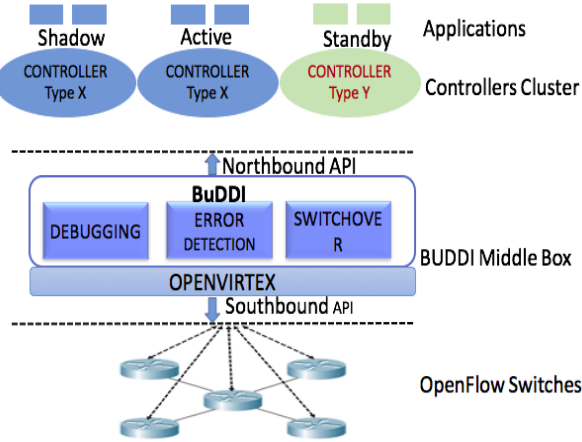 Applications
Shadow
Active
Standby
CONTROLLER
Type X
CONTROLLER
Type X
CONTROLLER
Type Y
Controllers Cluster
Northbound API
BuDDI
DEBUGGING
ERROR
DETECTION
SWITCHOVE
R
BUDDI Middle Box
OPENVIRTEX
Southbound API
OpenFlow Switches